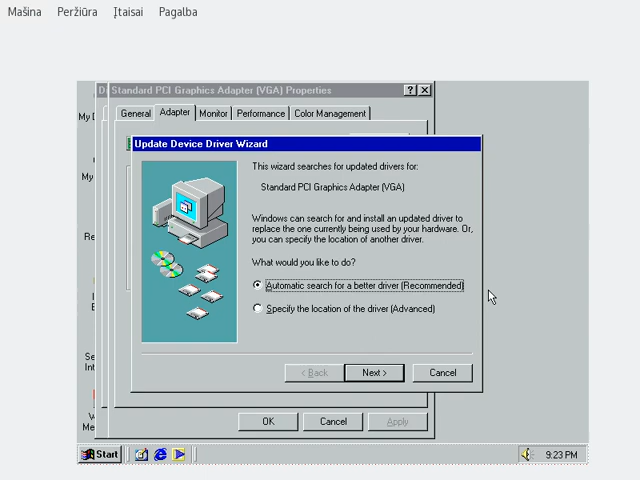 Mašina Peržiūra Įtaisai Pagalba
Standard PCI Graphics Adapter (VGA) Properties
General Adapter Monitor Performance Color Management
Update Device Driver Wizard
This wizard searches for updated drivers for:
Standard PCI Graphics Adapter (VGA)
Windows can search for and install an updated driver to
replace the one currently being used by your hardware. Or,
you can specify the location of another driver.
What would you like to do?
Automatic search for a better driver (Recommended)
Specify the location of the driver (Advanced)
< Back Next > Cancel
OK Cancel Apply
Start 9:23 PM